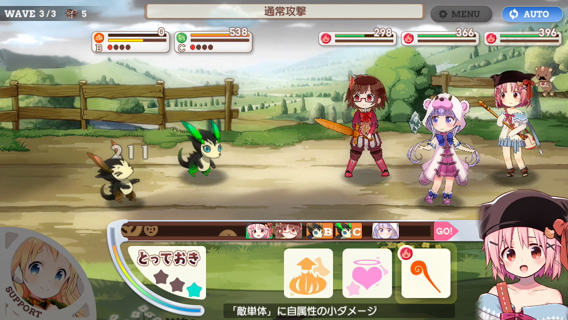 WAVE 3/3 5
通常攻撃
MENU
AUTO
0
B
538
C
298
366
396
211
B C GO!
とっておき
SUPPORT
「敵単体」に自属性の小ダメージ